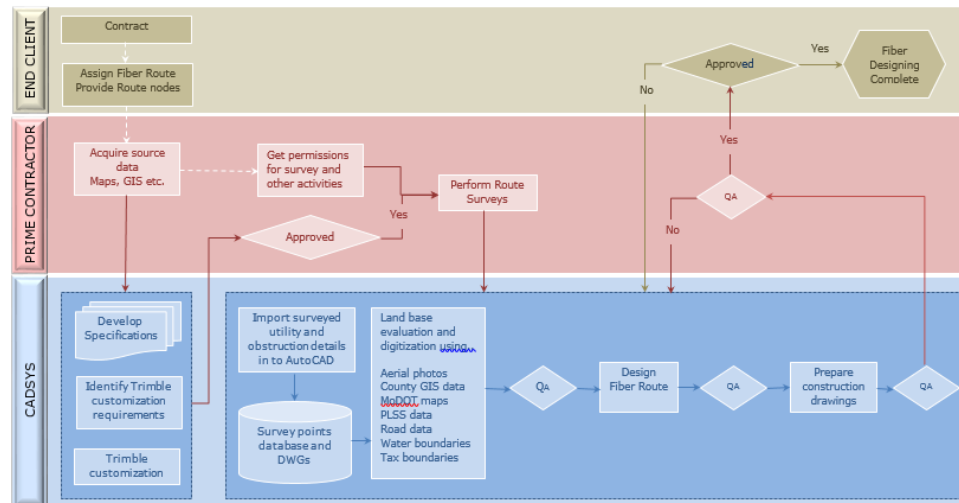 END CLIENT
Contract
Assign Fiber Route
Provide Route nodes
Approved
Yes
No
Fiber
Designing
Complete
PRIME CONTRACTOR
Acquire source
data
Maps, GIS etc.
Get permissions
for survey and
other activities
Perform Route
Surveys
Approved
Yes
Yes
QA
No
CADSYS
Develop
Specifications
Identify Trimble
customization
requirements
Trimble
customization
Import surveyed
utility and
obstruction details
in to AutoCAD
Survey points
database and
DWGs
Land base
evaluation and
digitization using..
Aerial photos
County GIS data
MoDOT maps
PLSS data
Road data
Water boundaries
Tax boundaries
QA
Design
Fiber Route
QA
Prepare
construction
drawings
QA